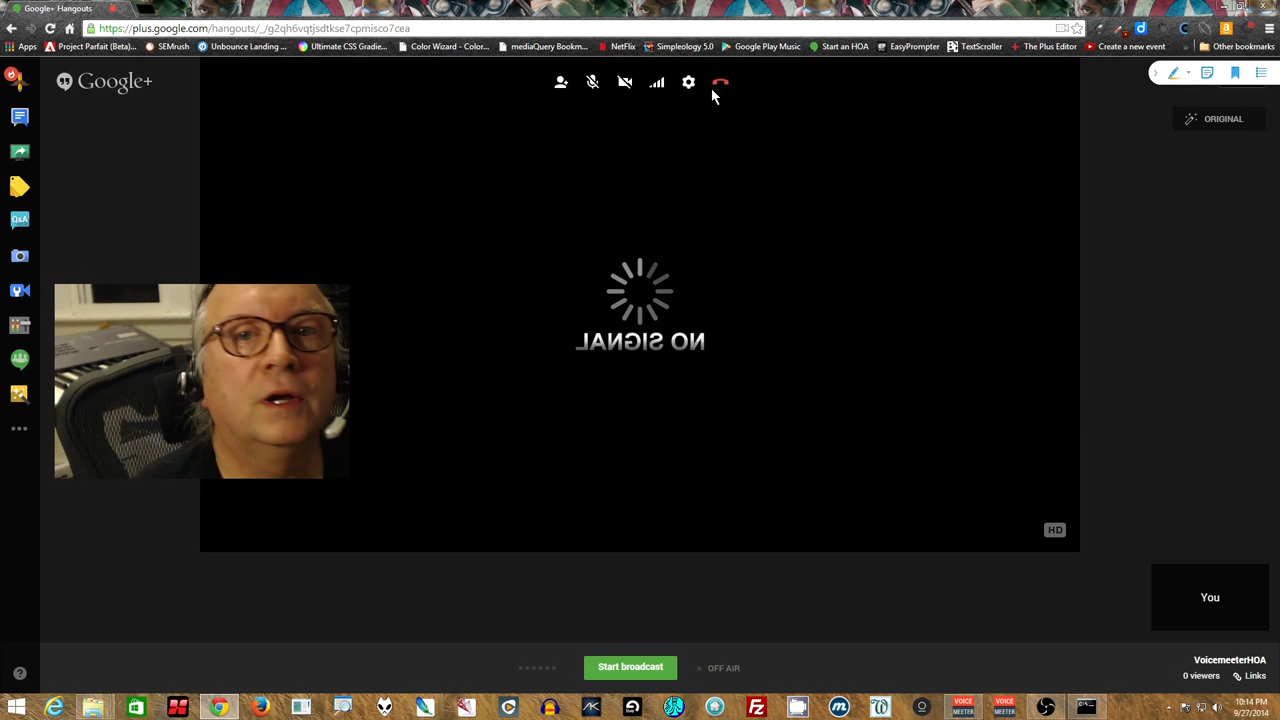 Google+ Hangouts
https://plus.google.com/hangouts/_/g2qh6vqtjsdtkse7cpmisco7cea
Apps Project Parfait (Beta)... SEMrush Unbounce Landing ... Ultimate CSS Gradie... Color Wizard - Color... mediaQuery Bookm... NetFlix Simpleology 5.0 Google Play Music Start an HOA EasyPrompter TextScroller The Plus Editor Create a new event » Other bookmarks
Google+
ORIGINAL
Q&A
NO SIGNAL
HD
You
Start broadcast
OFF AIR
VoicemeeterHOA
0 viewers Links
VOICE MEETER VOICE MEETER
10:14 PM
9/27/2014